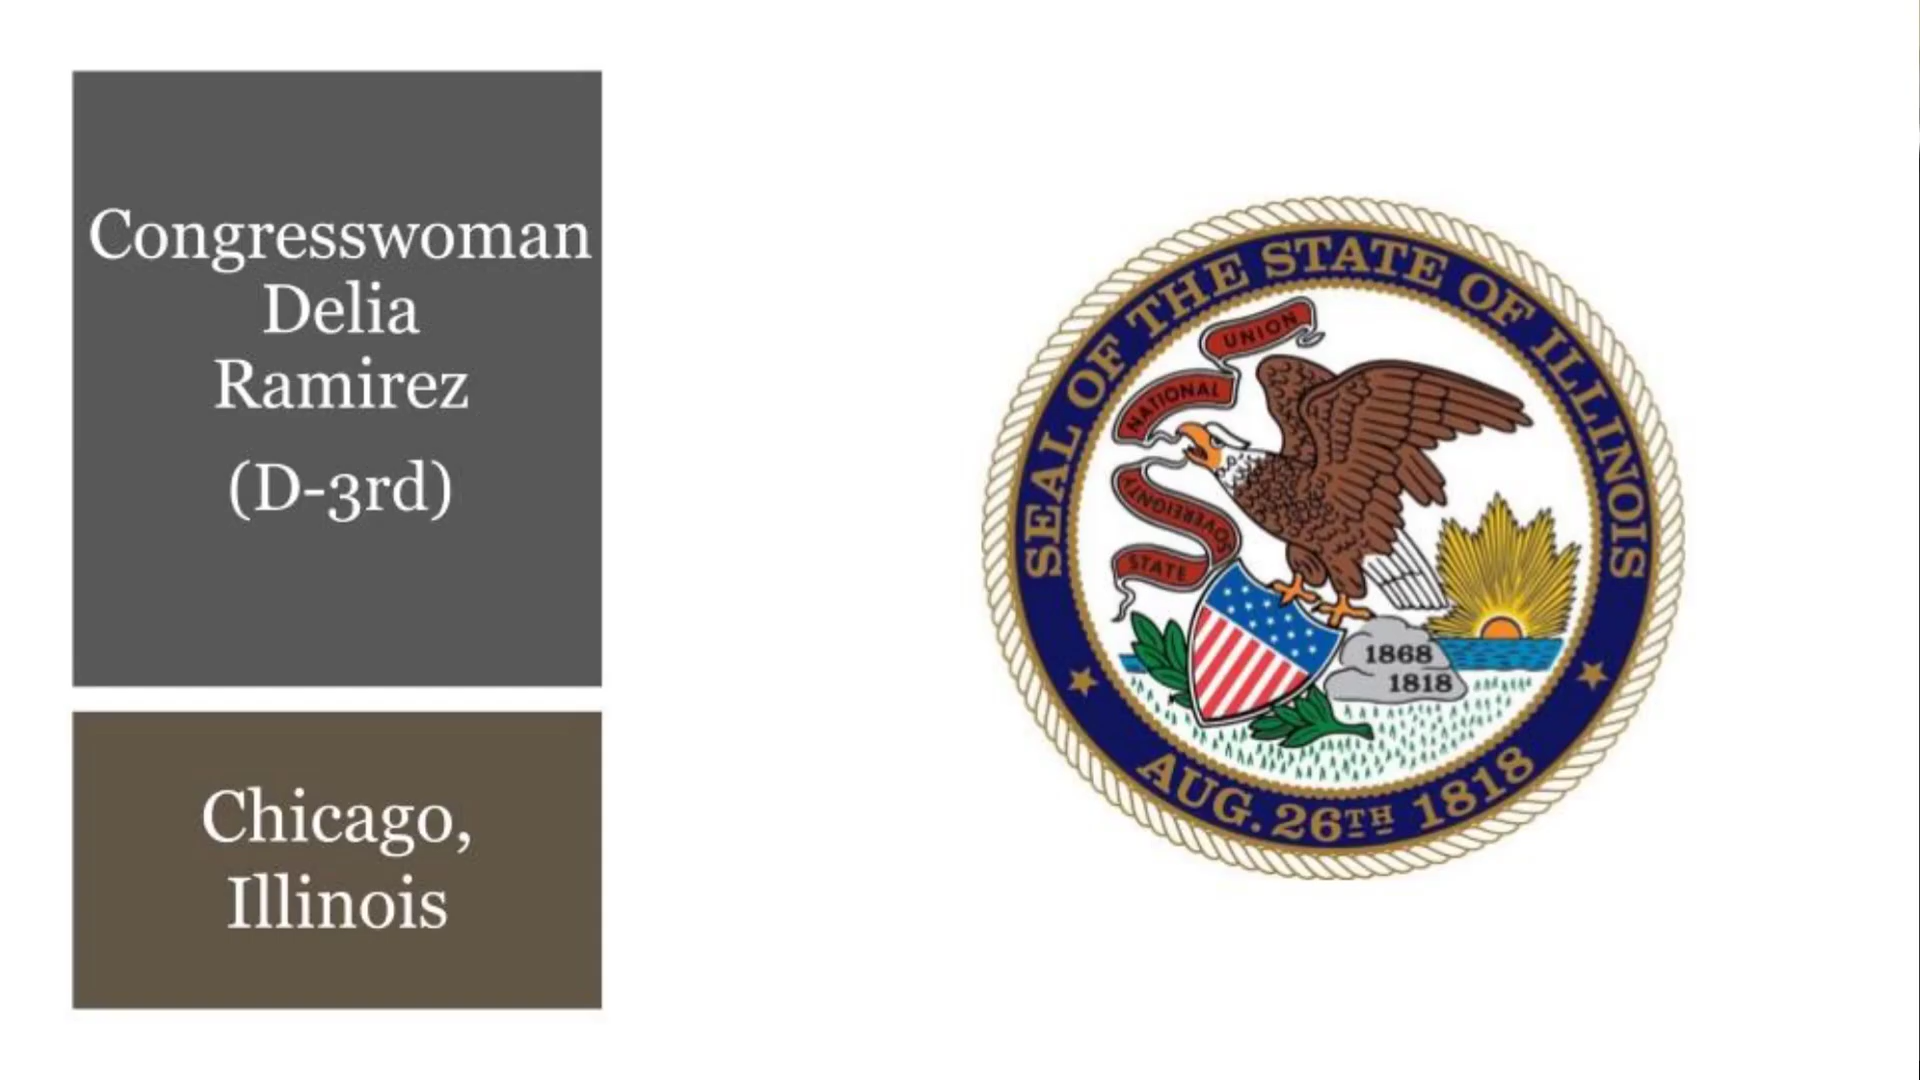 Congresswoman
Delia
Ramirez
(D-3rd)
Chicago,
Illinois
SEAL OF THE STATE OF ILLINOIS
UNION
NATIONAL
SOVEREIGNTY
STATE
1868
1818
AUG. 26TH 1818